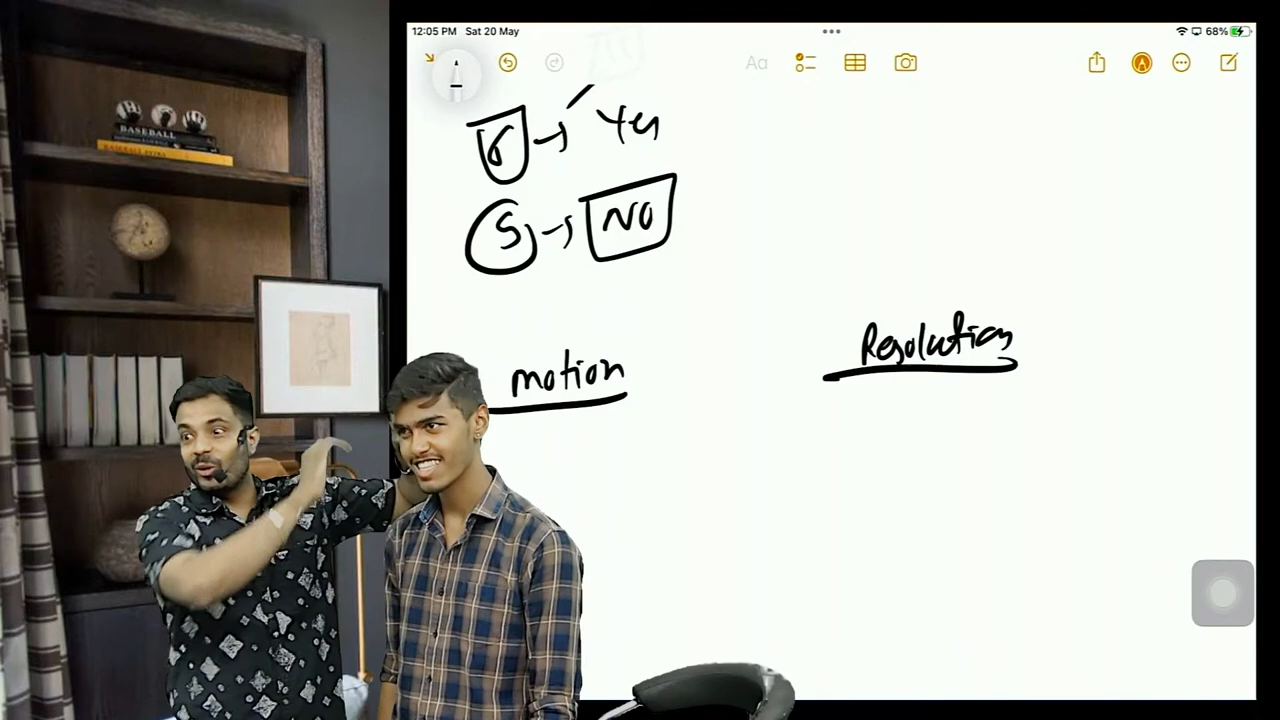 12:05 PM Sat 20 May
68%
Aa
→ Yes
S → NO
motion
Resolution
BASEBALL